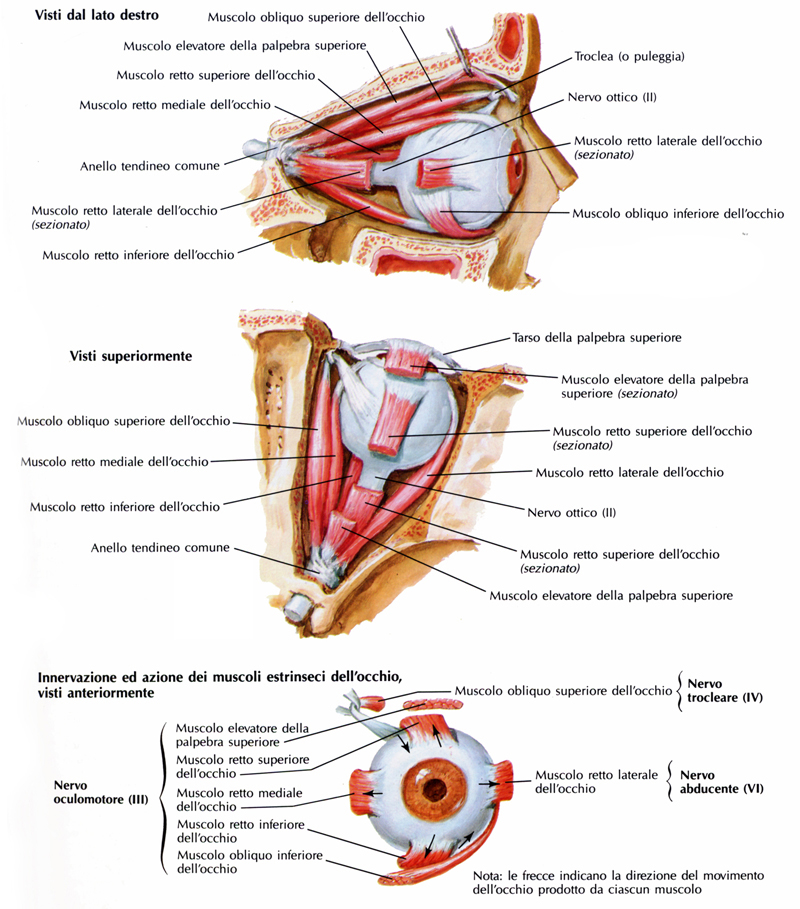 Visti dal lato destro
Muscolo obliquo superiore dell'occhio
Muscolo elevatore della palpebra superiore
Muscolo retto superiore dell'occhio
Muscolo retto mediale dell'occhio
Anello tendineo comune
Muscolo retto laterale dell'occhio
(sezionato)
Muscolo retto inferiore dell'occhio
Troclea (o puleggia)
Nervo ottico (II)
Muscolo retto laterale dell'occhio
(sezionato)
Muscolo obliquo inferiore dell'occhio
Visti superiormente
Muscolo obliquo superiore dell'occhio
Muscolo retto mediale dell'occhio
Muscolo retto inferiore dell'occhio
Anello tendineo comune
Tarso della palpebra superiore
Muscolo elevatore della palpebra
superiore (sezionato)
Muscolo retto superiore dell'occhio
(sezionato)
Muscolo retto laterale dell'occhio
Nervo ottico (II)
Muscolo retto superiore dell'occhio
(sezionato)
Muscolo elevatore della palpebra superiore
Innervazione ed azione dei muscoli estrinseci dell'occhio,
visti anteriormente
Muscolo obliquo superiore dell'occhio
Nervo
trocleare (IV)
Nervo
oculomotore (III)
Muscolo elevatore della
palpebra superiore
Muscolo retto superiore
dell'occhio
Muscolo retto mediale
dell'occhio
Muscolo retto inferiore
dell'occhio
Muscolo obliquo inferiore
dell'occhio
Muscolo retto laterale
dell'occhio
Nervo
abducente (VI)
Nota: le frecce indicano la direzione del movimento
dell'occhio prodotto da ciascun muscolo